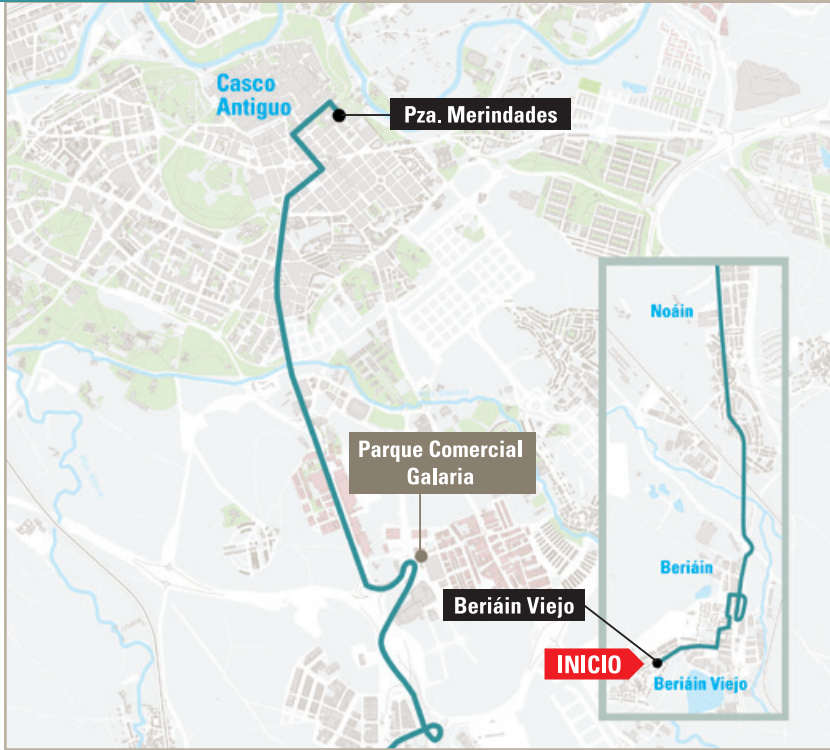 Casco
Antiguo
Pza. Merindades
Noáin
Parque Comercial
Galaria
Beriáin
Beriáin Viejo
INICIO
Beriáin Viejo